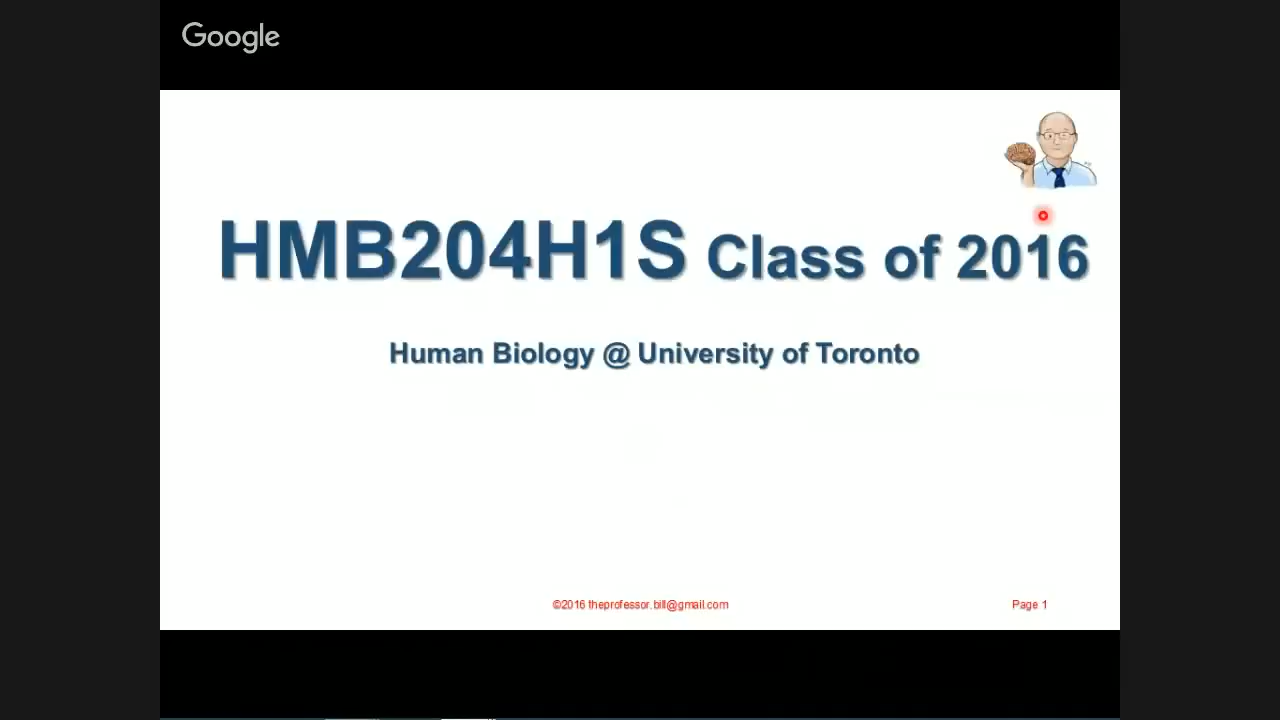 Google
HMB204H1S Class of 2016
Human Biology @ University of Toronto
©2016 theprofessor.bill@gmail.com
Page 1